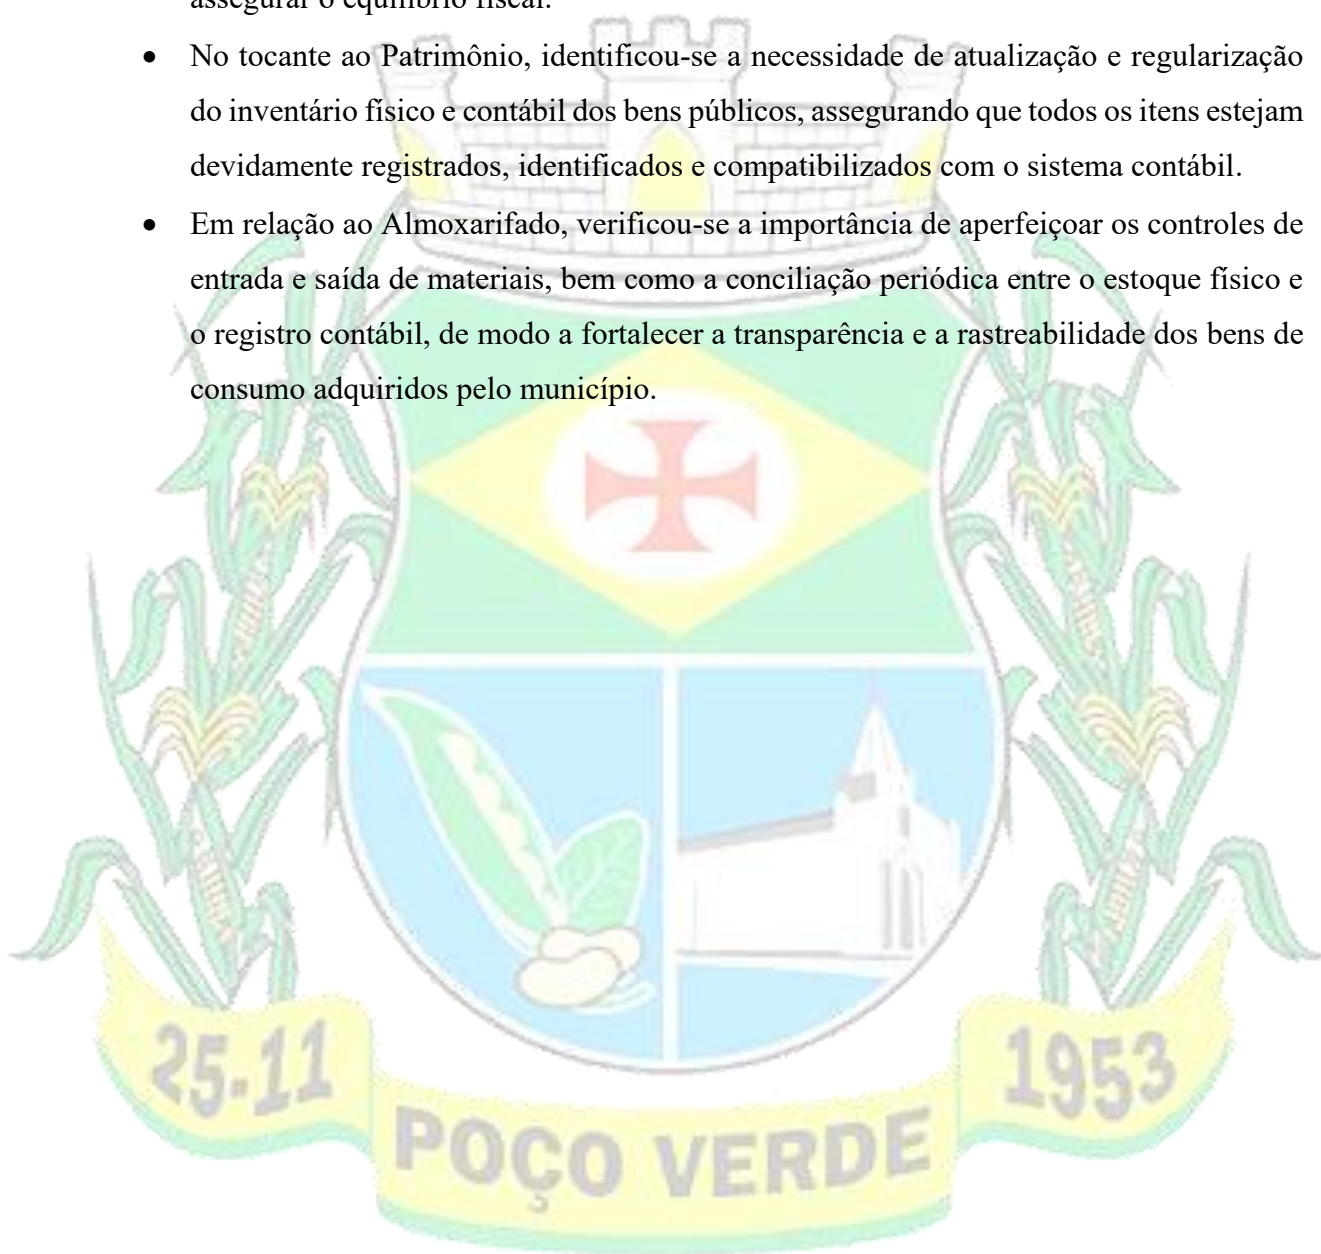 assegurar o equilíbrio fiscal.
• No tocante ao Patrimônio, identificou-se a necessidade de atualização e regularização
do inventário físico e contábil dos bens públicos, assegurando que todos os itens estejam
devidamente registrados, identificados e compatibilizados com o sistema contábil.
• Em relação ao Almoxarifado, verificou-se a importância de aperfeiçoar os controles de
entrada e saída de materiais, bem como a conciliação periódica entre o estoque físico e
o registro contábil, de modo a fortalecer a transparência e a rastreabilidade dos bens de
consumo adquiridos pelo município.
25-11
1953
POÇO VERDE